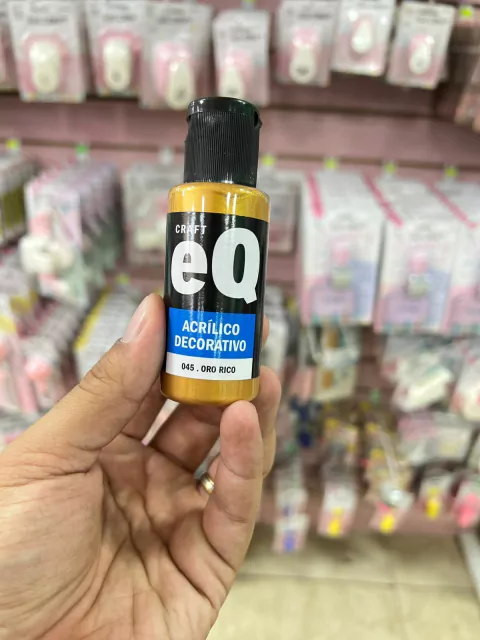 CRAFT
eQ
ACRÍLICO
DECORATIVO
045 . ORO RICO